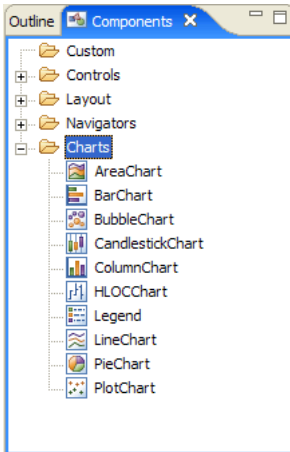 Outline Components
Custom
Controls
Layout
Navigators
Charts
AreaChart
BarChart
BubbleChart
CandlestickChart
ColumnChart
HLOCChart
Legend
LineChart
PieChart
PlotChart